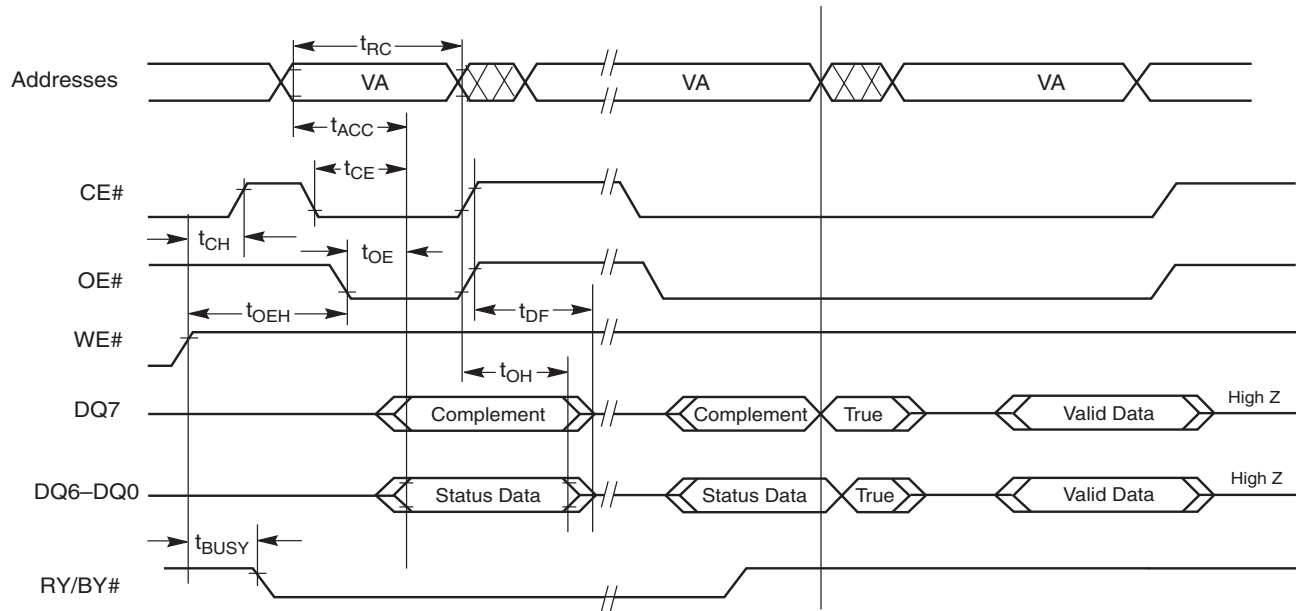 tRC
Addresses VA VA VA
tACC
tCE
CE#
tCH tOE
OE#
tOEH tDF
WE#
tOH
DQ7 Complement Complement True Valid Data High Z
DQ6–DQ0 Status Data Status Data True Valid Data High Z
tBUSY
RY/BY#